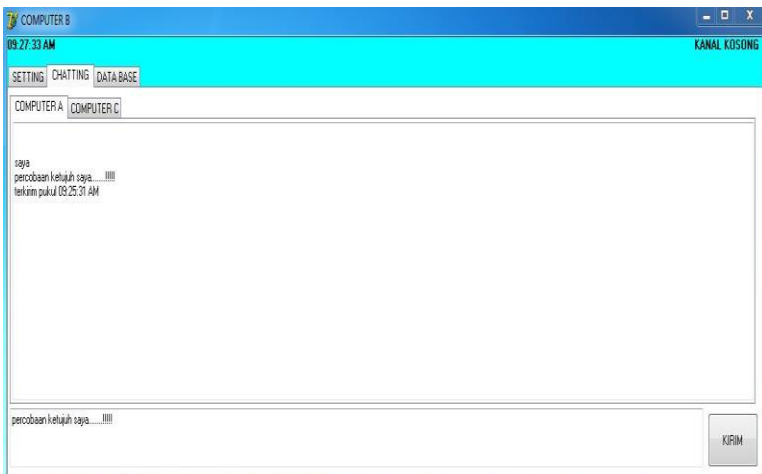 COMPUTER B
09:27:33 AM KANAL KOSONG
SETTING CHATTING DATA BASE
COMPUTER A COMPUTER C
saya
percobaan ketujuh saya.......!!!!!
terkirim pukul 09:25:31 AM
percobaan ketujuh saya.......!!!!!
KIRIM